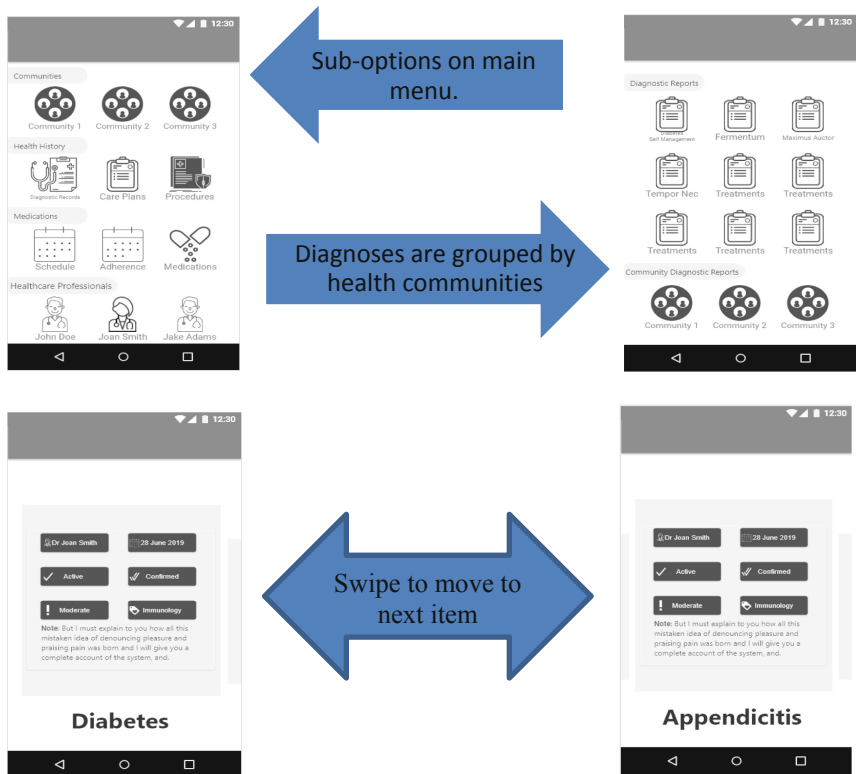 12:30
Communities
Community 1 Community 2 Community 3
Health History
Diagnostic Records Care Plans Procedures
Medications
Schedule Adherence Medications
Healthcare Professionals
John Doe Joan Smith Jake Adams
Sub-options on main
menu.
Diagnoses are grouped by
health communities
12:30
Diagnostic Reports
Diabetes
Self Management Fermentum Maximus Auctor
Tempor Nec Treatments Treatments
Treatments Treatments Treatments
Community Diagnostic Reports
Community 1 Community 2 Community 3
12:30
Dr Joan Smith 28 June 2019
Active Confirmed
Moderate Immunology
Note: But I must explain to you how all this
mistaken idea of denouncing pleasure and
praising pain was born and I will give you a
complete account of the system, and.
Diabetes
Swipe to move to
next item
12:30
Dr Joan Smith 28 June 2019
Active Confirmed
Moderate Immunology
Note: But I must explain to you how all this
mistaken idea of denouncing pleasure and
praising pain was born and I will give you a
complete account of the system, and.
Appendicitis